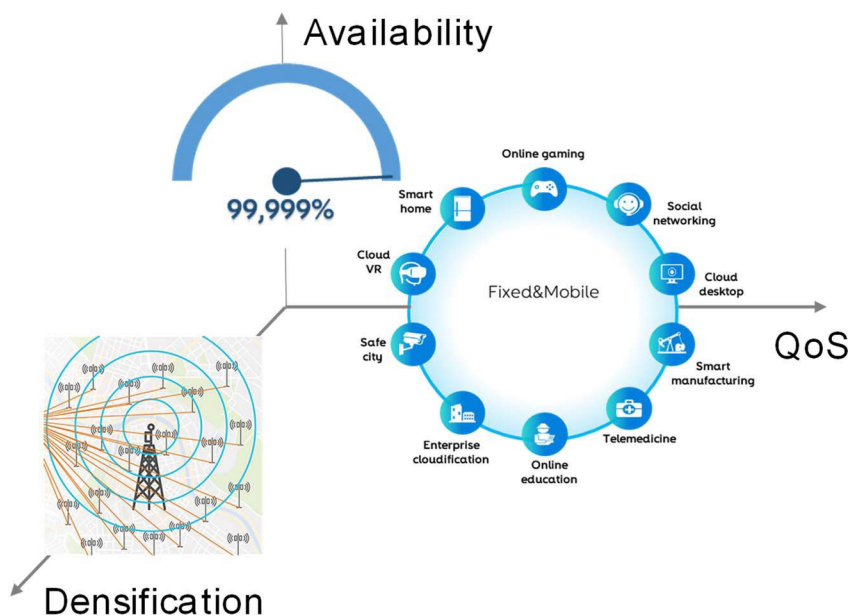 Availability
99,999%
Online gaming
Smart
home
Social
networking
Cloud
VR
Fixed&Mobile
Cloud
desktop
QoS
Safe
city
Smart
manufacturing
Enterprise
cloudification
Online
education
Telemedicine
Densification